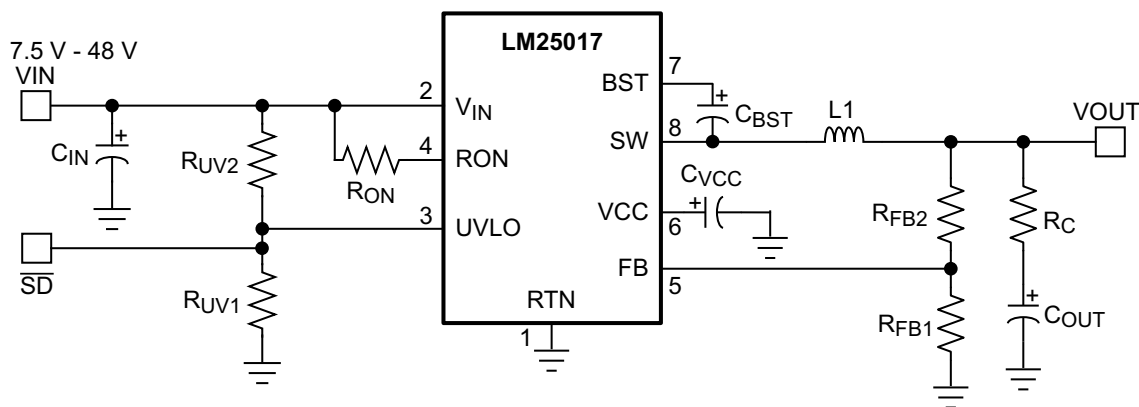 LM25017
7.5 V - 48 V
VIN
2
VIN
CIN
RUV2
4
RON
RON
3
UVLO
SD
RUV1
RTN
1
7
BST
CBST
8
SW
L1
VOUT
CVCC
VCC
6
RFB2
RC
FB
5
RFB1
COUT